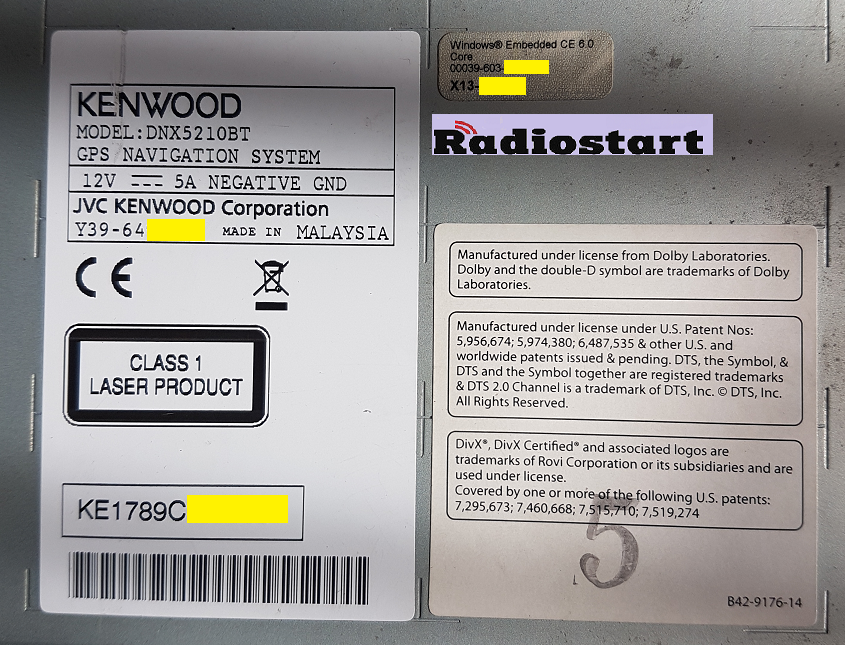 KENWOOD
MODEL:DNX5210BT
GPS NAVIGATION SYSTEM
12V 5A NEGATIVE GND
JVC KENWOOD Corporation
Y39-64 MADE IN MALAYSIA
CE
CLASS 1
LASER PRODUCT
KE1789C
Windows® Embedded CE 6.0
Core
00039-603-
X13-
Radiostart
Manufactured under license from Dolby Laboratories.
Dolby and the double-D symbol are trademarks of Dolby
Laboratories.
Manufactured under license under U.S. Patent Nos:
5,956,674; 5,974,380; 6,487,535 & other U.S. and
worldwide patents issued & pending. DTS, the Symbol, &
DTS and the Symbol together are registered trademarks
& DTS 2.0 Channel is a trademark of DTS, Inc. © DTS, Inc.
All Rights Reserved.
DivX®, DivX Certified® and associated logos are
trademarks of Rovi Corporation or its subsidiaries and are
used under license.
Covered by one or more of the following U.S. patents:
7,295,673; 7,460,668; 7,515,710; 7,519,274
5
B42-9176-14